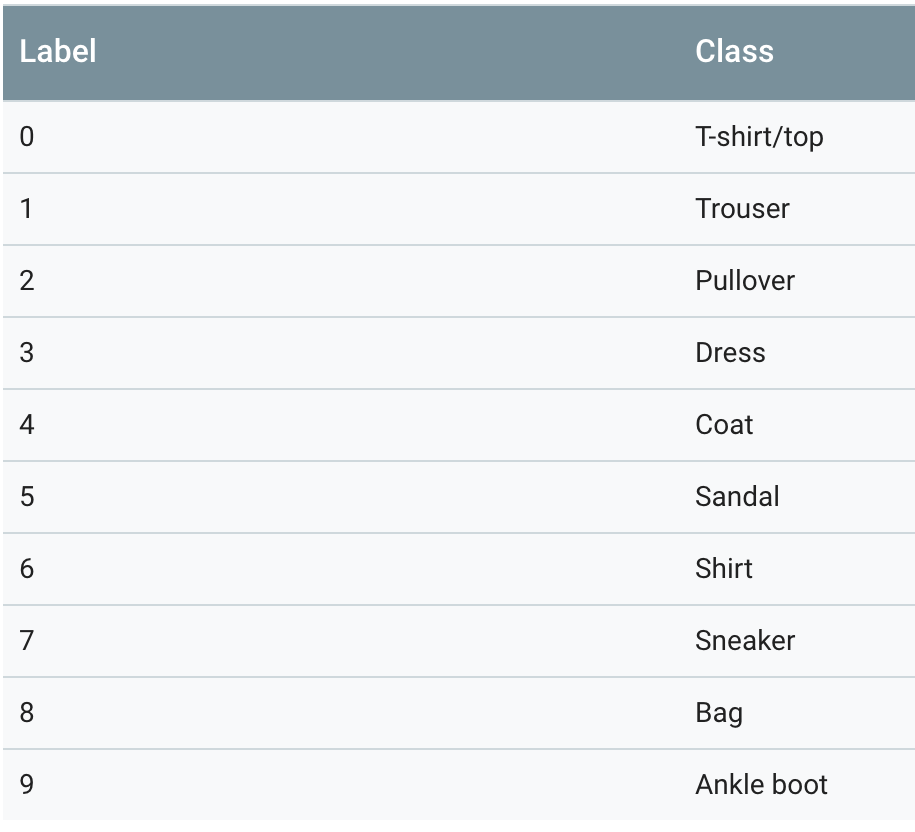 Label Class
0 T-shirt/top
1 Trouser
2 Pullover
3 Dress
4 Coat
5 Sandal
6 Shirt
7 Sneaker
8 Bag
9 Ankle boot